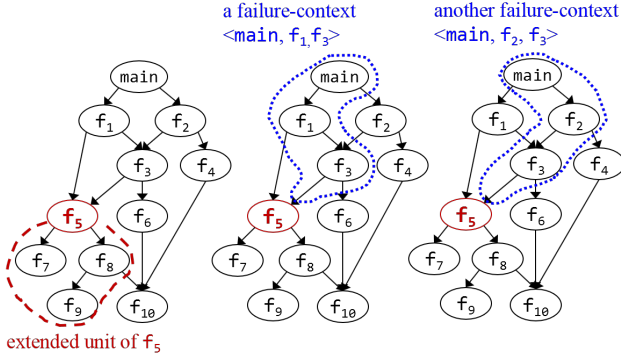 a failure-context
<main, f₁,f₃>
another failure-context
<main, f₂, f₃>
main
f₁
f₂
f₃
f₄
f₅
f₆
f₇
f₈
f₉
f₁₀
extended unit of f₅
main
f₁
f₂
f₃
f₄
f₅
f₆
f₇
f₈
f₉
f₁₀
main
f₁
f₂
f₃
f₄
f₅
f₆
f₇
f₈
f₉
f₁₀